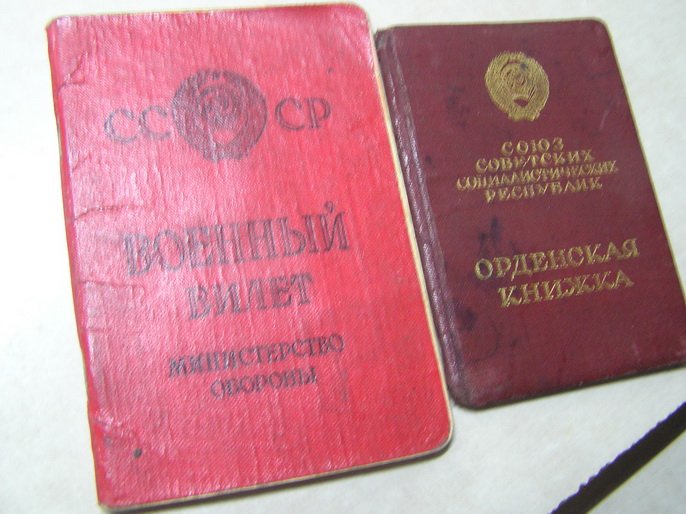 СССР
ВОЕННЫЙ
БИЛЕТ
МИНИСТЕРСТВО
ОБОРОНЫ
СОЮЗ
СОВЕТСКИХ
СОЦИАЛИСТИЧЕСКИХ
РЕСПУБЛИК
ОРДЕНСКАЯ
КНИЖКА